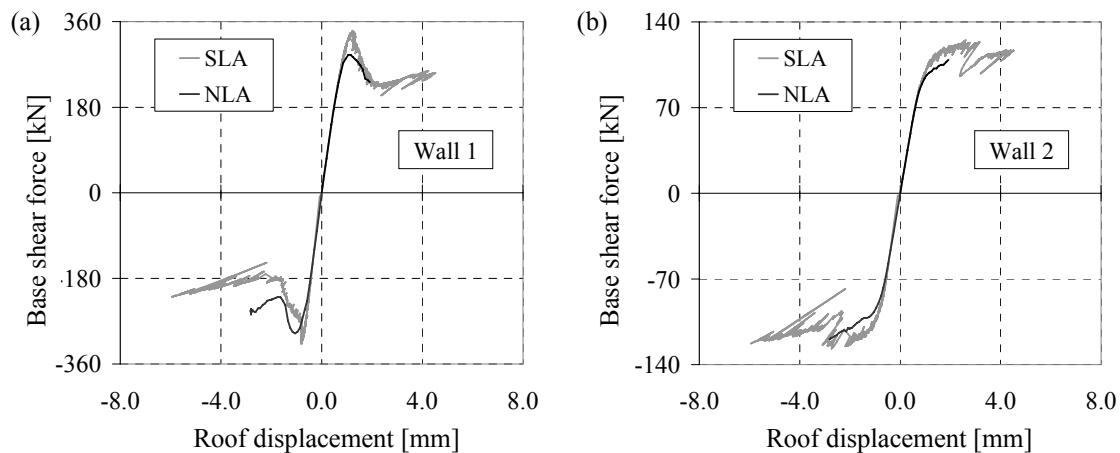 (a)
360
180
0
-180
-360
Base shear force [kN]
SLA
NLA
Wall 1
-8.0 -4.0 0.0 4.0 8.0
Roof displacement [mm]
(b)
140
70
0
-70
-140
Base shear force [kN]
SLA
NLA
Wall 2
-8.0 -4.0 0.0 4.0 8.0
Roof displacement [mm]